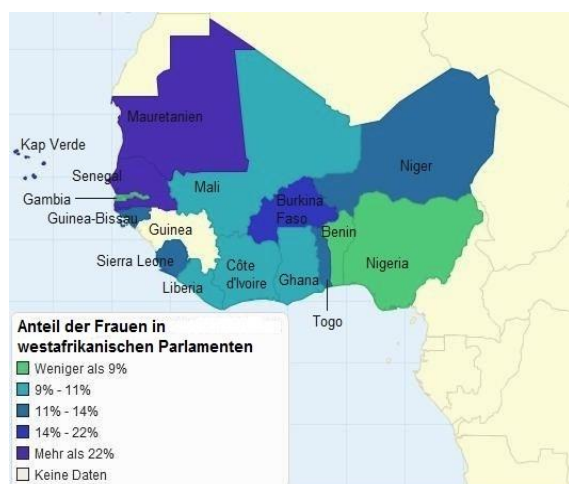 Mauretanien
Kap Verde
Senegal
Niger
Mali
Gambia
Burkina
Faso
Guinea-Bissau
Guinea
Benin
Sierra Leone
Côte
d'Ivoire
Ghana
Nigeria
Liberia
Togo
Anteil der Frauen in
westafrikanischen Parlamenten
Weniger als 9%
9% - 11%
11% - 14%
14% - 22%
Mehr als 22%
Keine Daten